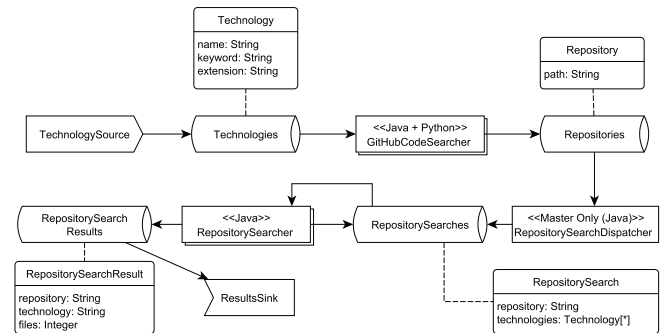 Technology
name: String
keyword: String
extension: String
Repository
path: String
TechnologySource
Technologies
<<Java + Python>>
GitHubCodeSearcher
Repositories
RepositorySearch
Results
<<Java>>
RepositorySearcher
RepositorySearches
<<Master Only (Java)>>
RepositorySearchDispatcher
RepositorySearchResult
repository: String
technology: String
files: Integer
ResultsSink
RepositorySearch
repository: String
technologies: Technology[*]